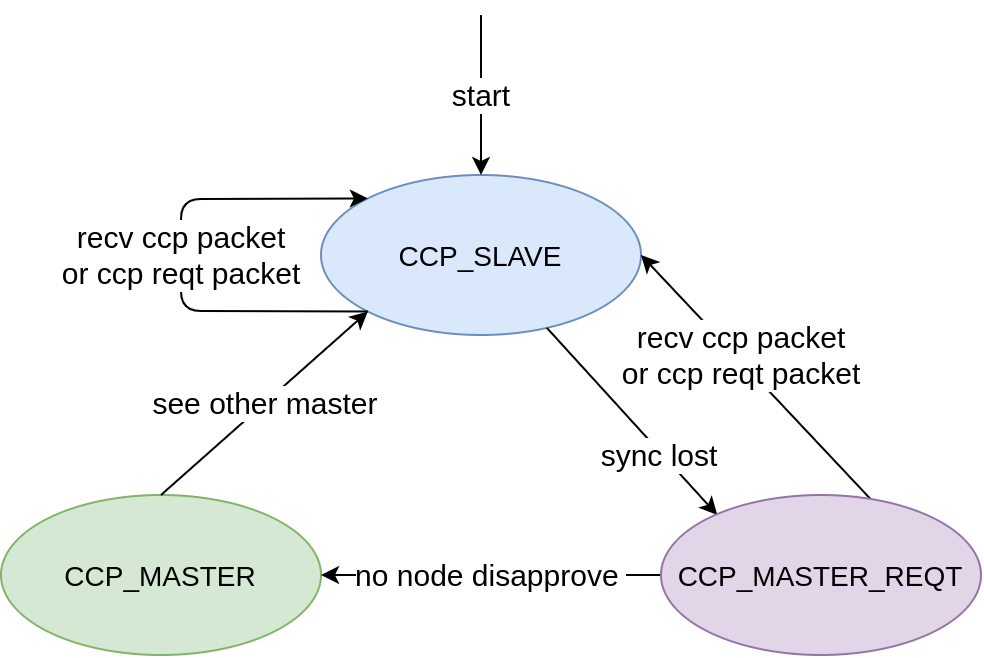 start
recv ccp packet
or ccp reqt packet
CCP_SLAVE
recv ccp packet
or ccp reqt packet
see other master
sync lost
CCP_MASTER
no node disapprove
CCP_MASTER_REQT